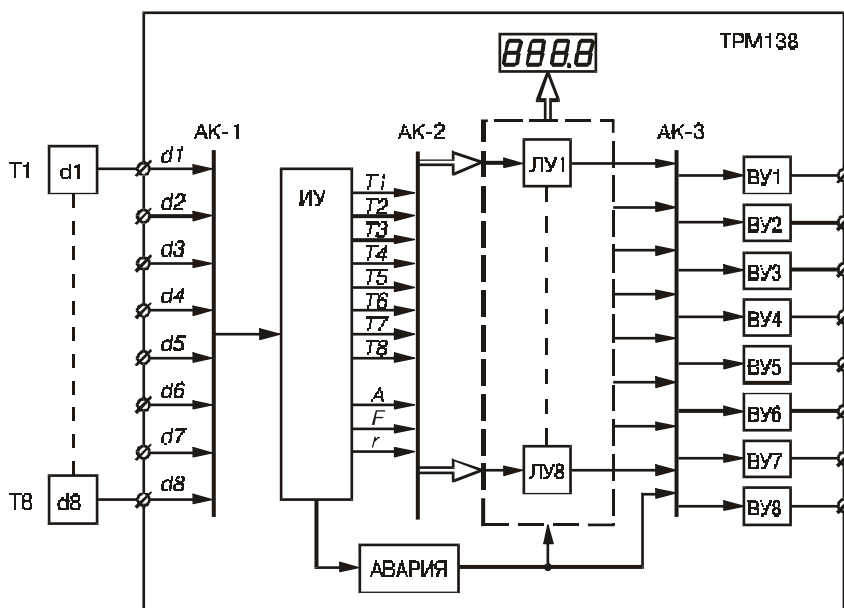 888.8
ТРМ138
АК-1
АК-2
АК-3
Т1
d1
d1
d2
d3
d4
d5
d6
d7
d8
Т8
d8
ИУ
T1
T2
T3
T4
T5
T6
T7
T8
A
F
r
ЛУ1
ЛУ8
АВАРИЯ
ВУ1
ВУ2
ВУ3
ВУ4
ВУ5
ВУ6
ВУ7
ВУ8